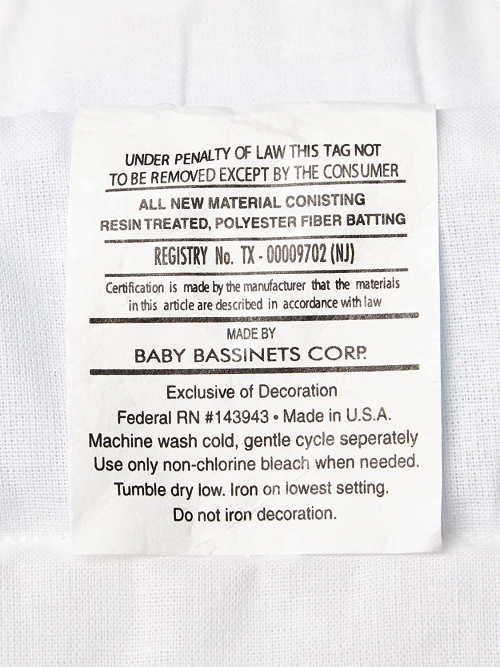 UNDER PENALTY OF LAW THIS TAG NOT
TO BE REMOVED EXCEPT BY THE CONSUMER
ALL NEW MATERIAL CONISTING
RESIN TREATED, POLYESTER FIBER BATTING
REGISTRY No. TX - 00009702 (NJ)
Certification is made by the manufacturer that the materials
in this article are described in accordance with law
MADE BY
BABY BASSINETS CORP.
Exclusive of Decoration
Federal RN #143943 • Made in U.S.A.
Machine wash cold, gentle cycle seperately
Use only non-chlorine bleach when needed.
Tumble dry low. Iron on lowest setting.
Do not iron decoration.